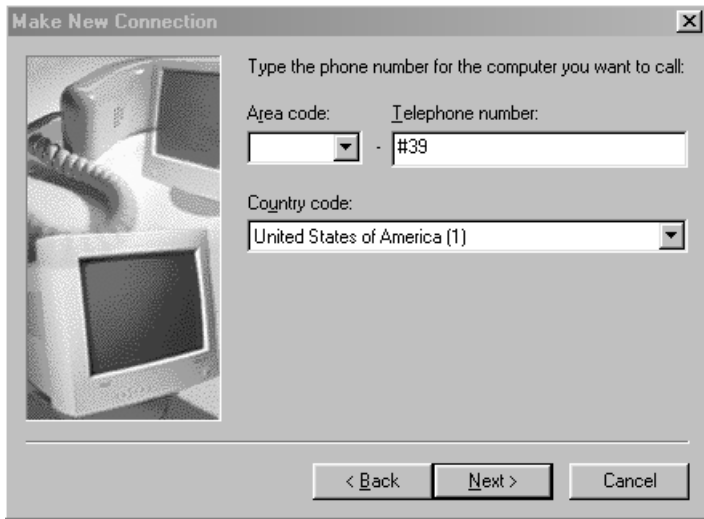 Make New Connection
Type the phone number for the computer you want to call:
Area code: Telephone number:
- #39
Country code:
United States of America (1)
< Back Next > Cancel